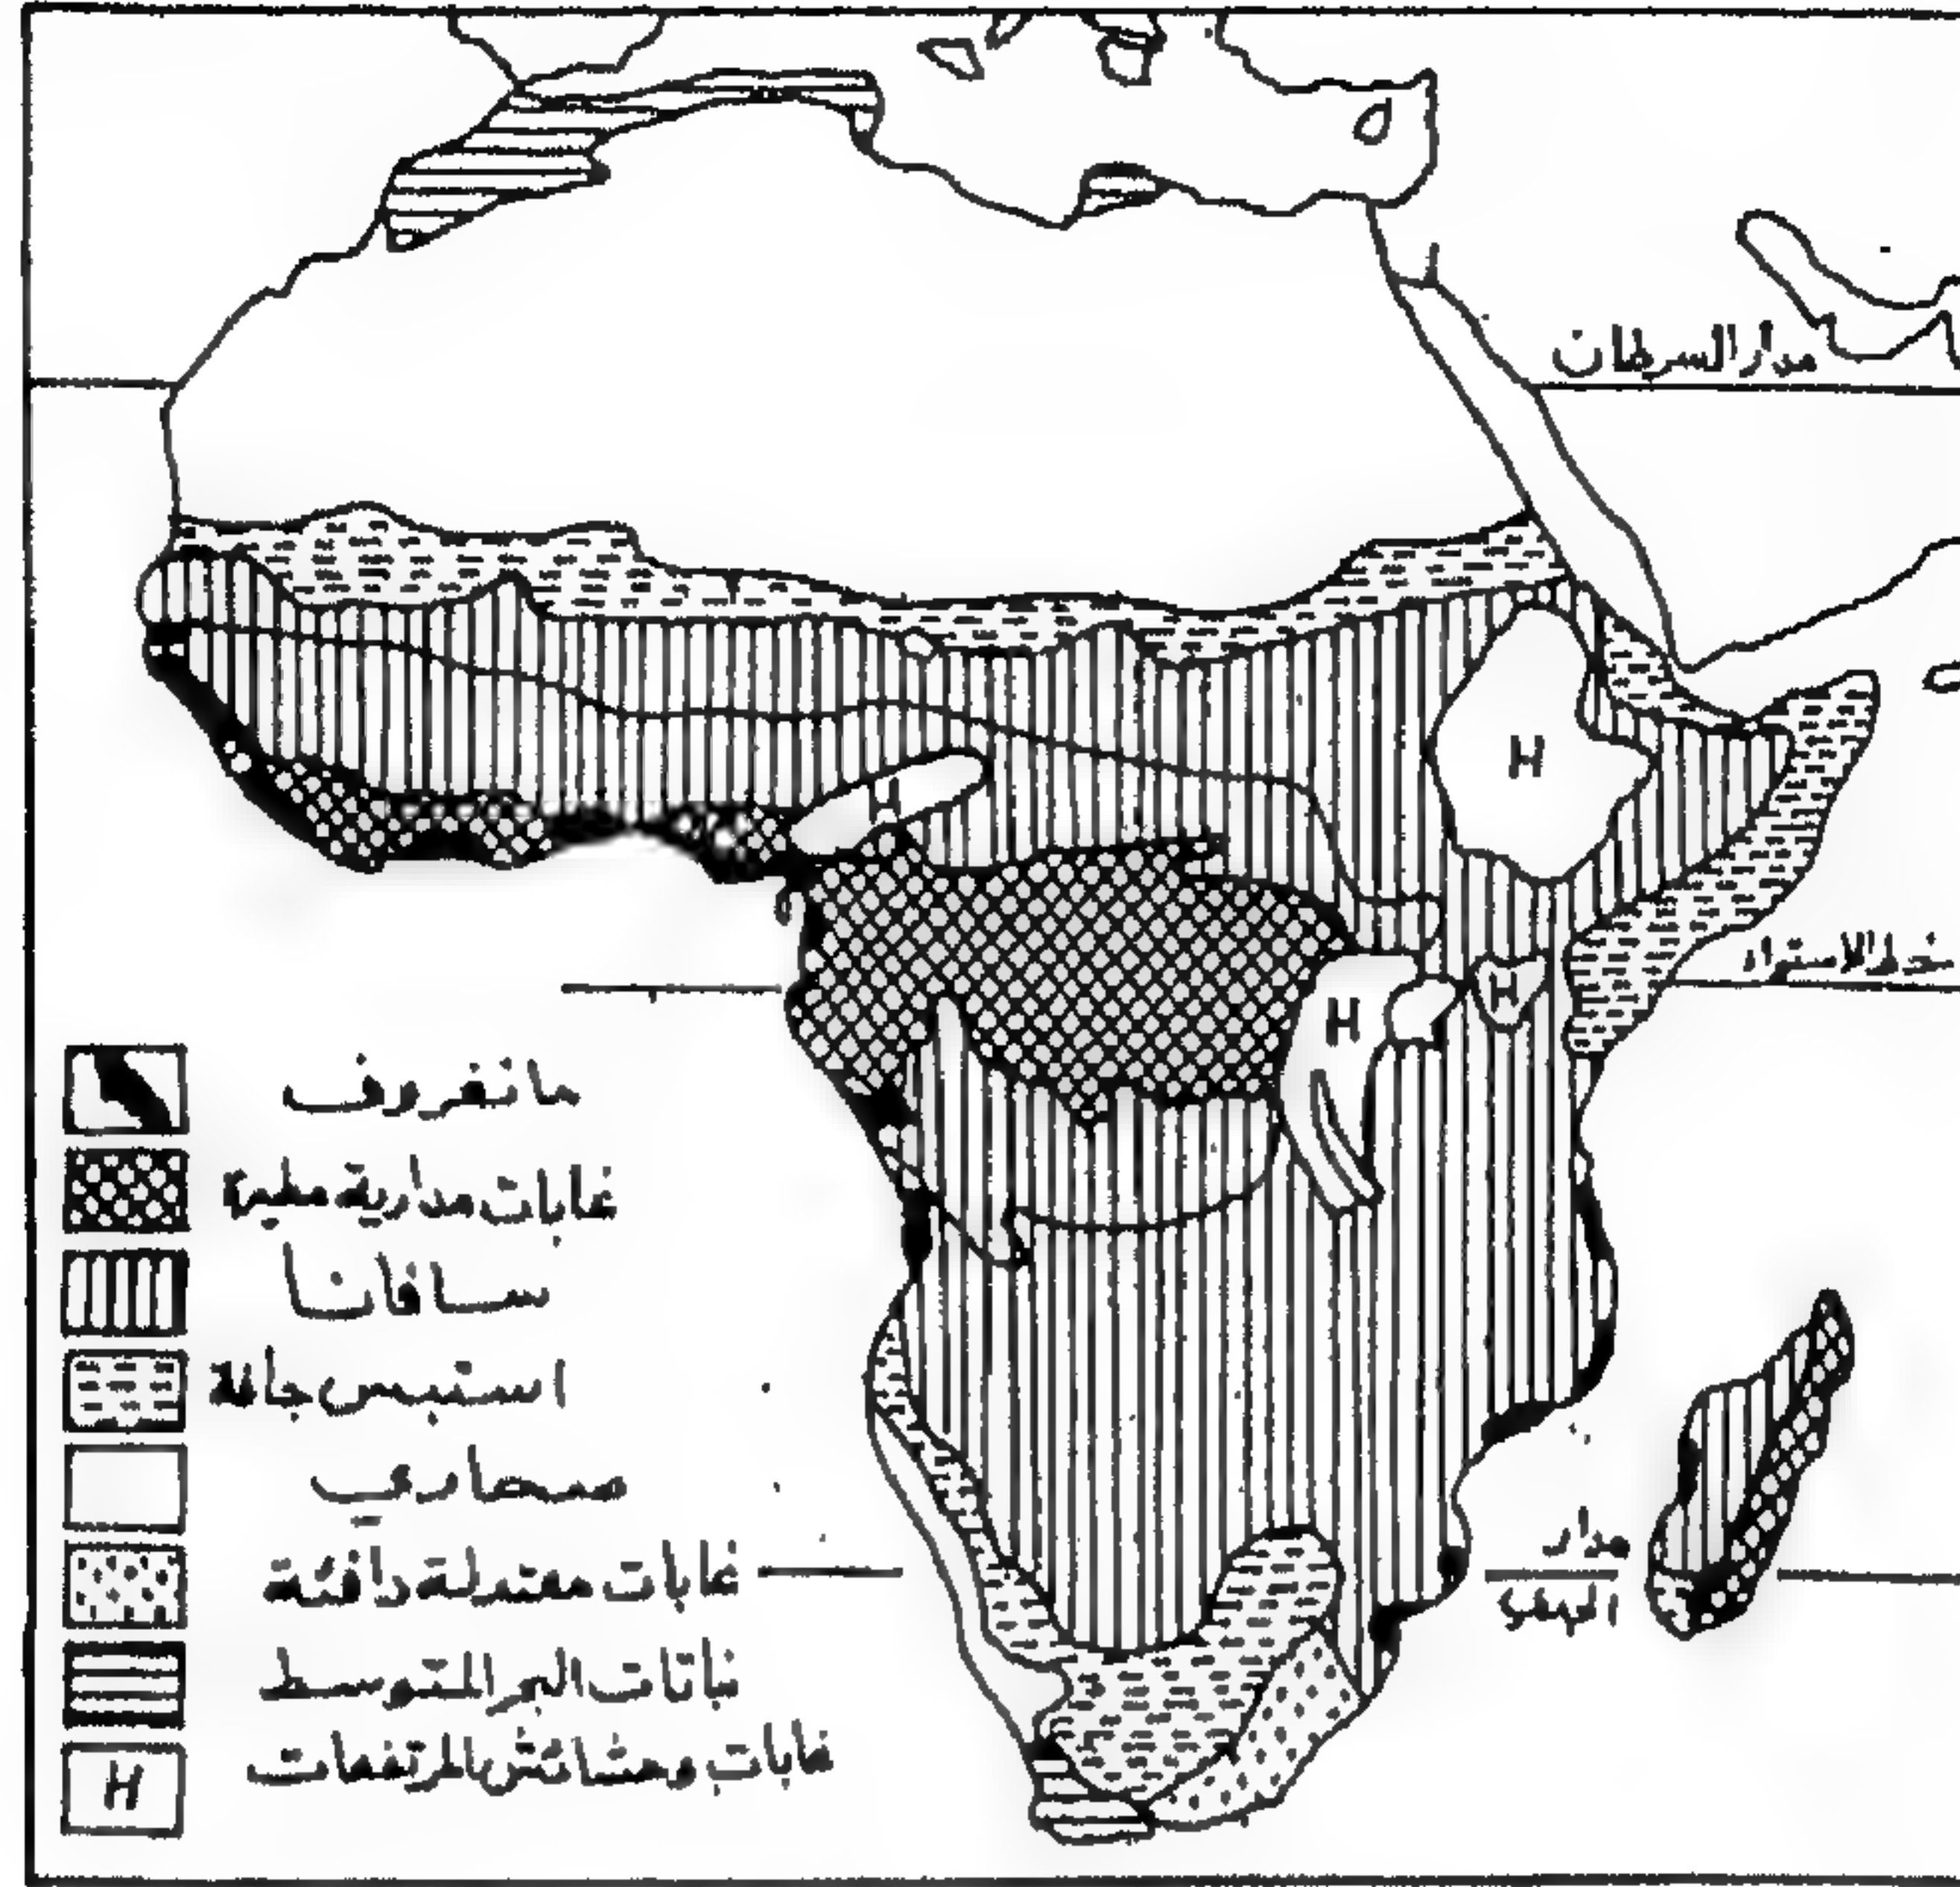 مدار السرطان
خط الاستواء
مانغروف
غابات مدارية مطيرة
سافانا
استبس جافة
صحاري
غابات معتدلة دافئة
مدار
نباتات البحر المتوسط
غابات وحشائش المرتفعات
H
H
H
H
H